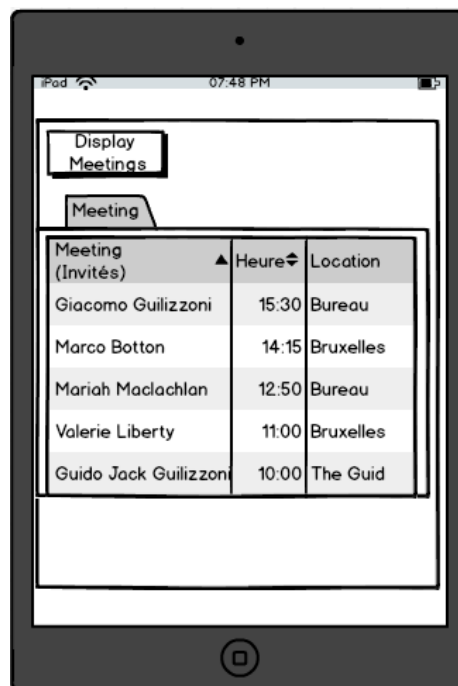 iPod 07:48 PM
Display
Meetings
Meeting
Meeting
(Invités) Heure Location
Giacomo Guilizzoni 15:30 Bureau
Marco Botton 14:15 Bruxelles
Mariah Maclachlan 12:50 Bureau
Valerie Liberty 11:00 Bruxelles
Guido Jack Guilizzoni 10:00 The Guid